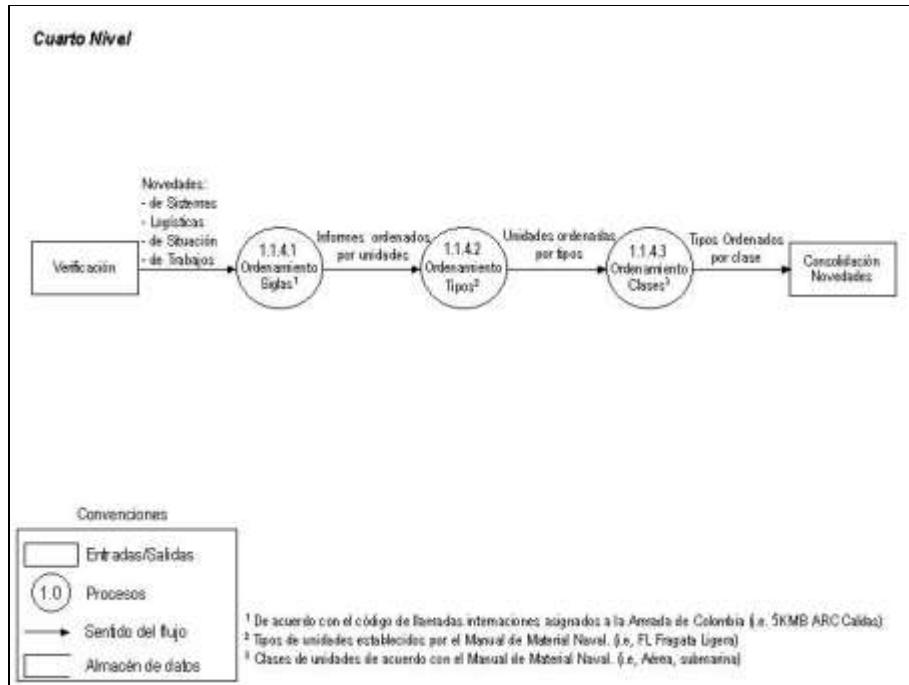 Cuarto Nivel
Novedades:
- de Sistemas
- Logísticas
- de Situación
- de Trabajos
Verificación
1.1.4.1
Ordenamiento
Siglas¹
Informes ordenados
por unidades
1.1.4.2
Ordenamiento
Tipos²
Unidades ordenadas
por tipos
1.1.4.3
Ordenamiento
Clases³
Tipos Ordenados
por clase
Consolidación
Novedades
Convenciones
Entradas/Salidas
1.0
Procesos
Sentido del flujo
Almacén de datos
¹ De acuerdo con el código de llamadas internaciones asignados a la Armada de Colombia (i.e. 5KMB ARC Caldas)
² Tipos de unidades establecidos por el Manual de Material Naval. (i.e, FL Fragata Ligera)
³ Clases de unidades de acuerdo con el Manual de Material Naval. (i.e, Aérea, submarina)